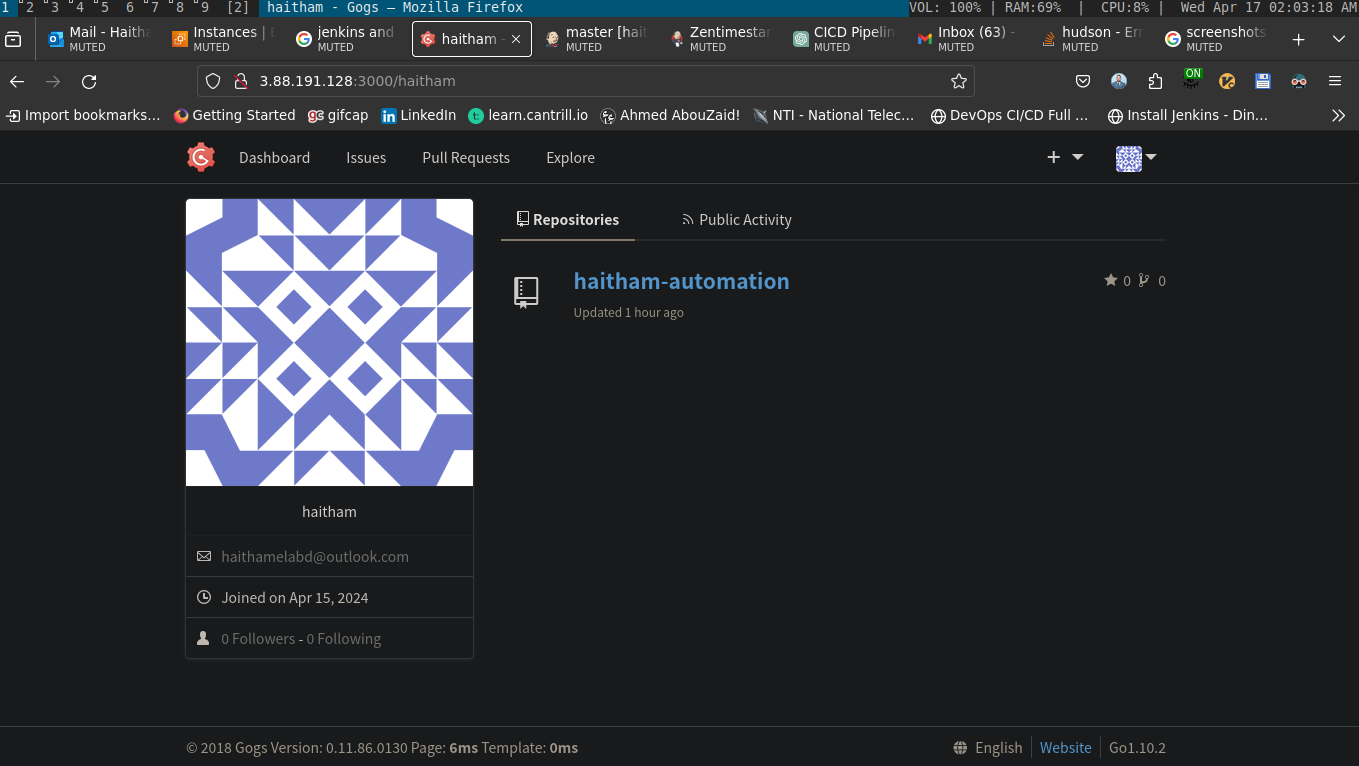 1 2 3 4 5 6 7 8 9 [2] haitham - Gogs — Mozilla Firefox VOL: 100% | RAM:69% | CPU:8% | Wed Apr 17 02:03:18 AM
Mail - Haitha Instances | E jenkins and haitham - master [hait Zentimestar CICD Pipelin Inbox (63) - hudson - Err screenshots
MUTED MUTED MUTED MUTED MUTED MUTED MUTED MUTED MUTED
3.88.191.128:3000/haitham ON
Import bookmarks... Getting Started gifcap LinkedIn learn.cantrill.io Ahmed AbouZaid! NTI - National Telec... DevOps CI/CD Full ... Install Jenkins - Din...
Dashboard Issues Pull Requests Explore
Repositories Public Activity
haitham-automation 0 0
Updated 1 hour ago
haitham
haithamelabd@outlook.com
Joined on Apr 15, 2024
0 Followers - 0 Following
© 2018 Gogs Version: 0.11.86.0130 Page: 6ms Template: 0ms English Website Go1.10.2